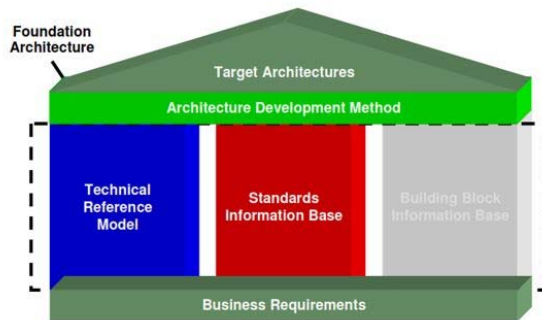 Foundation
Architecture
Target Architectures
Architecture Development Method
Technical
Reference
Model
Standards
Information Base
Building Block
Information Base
Business Requirements